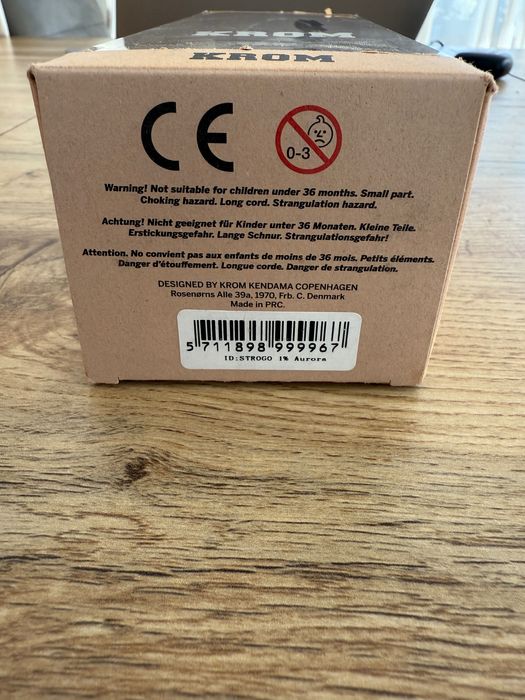 KROM
KROM
CE
0-3
Warning! Not suitable for children under 36 months. Small part.
Choking hazard. Long cord. Strangulation hazard.
Achtung! Nicht geeignet für Kinder unter 36 Monaten. Kleine Teile.
Erstickungsgefahr. Lange Schnur. Strangulationsgefahr!
Attention. No convient pas aux enfants de moins de 36 mois. Petits éléments.
Danger d'étouffement. Longue corde. Danger de strangulation.
DESIGNED BY KROM KENDAMA COPENHAGEN
Rosenørns Alle 39a, 1970, Frb. C. Denmark
Made in PRC.
5 711898 999967
ID:STROGO 1% Aurora